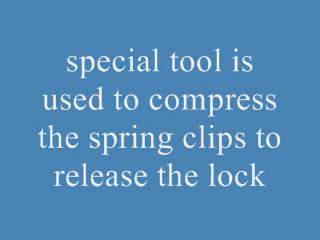 special tool is
used to compress
the spring clips to
release the lock